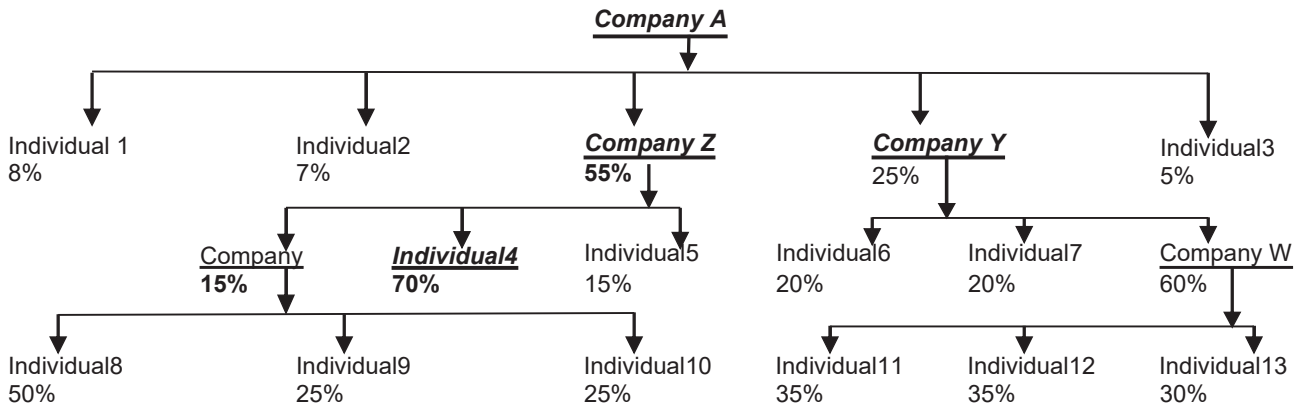 Company A
Individual 1
8%
Individual2
7%
Company Z
55%
Company Y
25%
Individual3
5%
Company
15%
Individual4
70%
Individual5
15%
Individual6
20%
Individual7
20%
Company W
60%
Individual8
50%
Individual9
25%
Individual10
25%
Individual11
35%
Individual12
35%
Individual13
30%